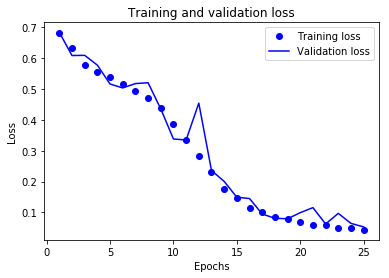 Training and validation loss
Training loss
Validation loss
0.7
0.6
0.5
0.4
0.3
0.2
0.1
Loss
0
5
10
15
20
25
Epochs